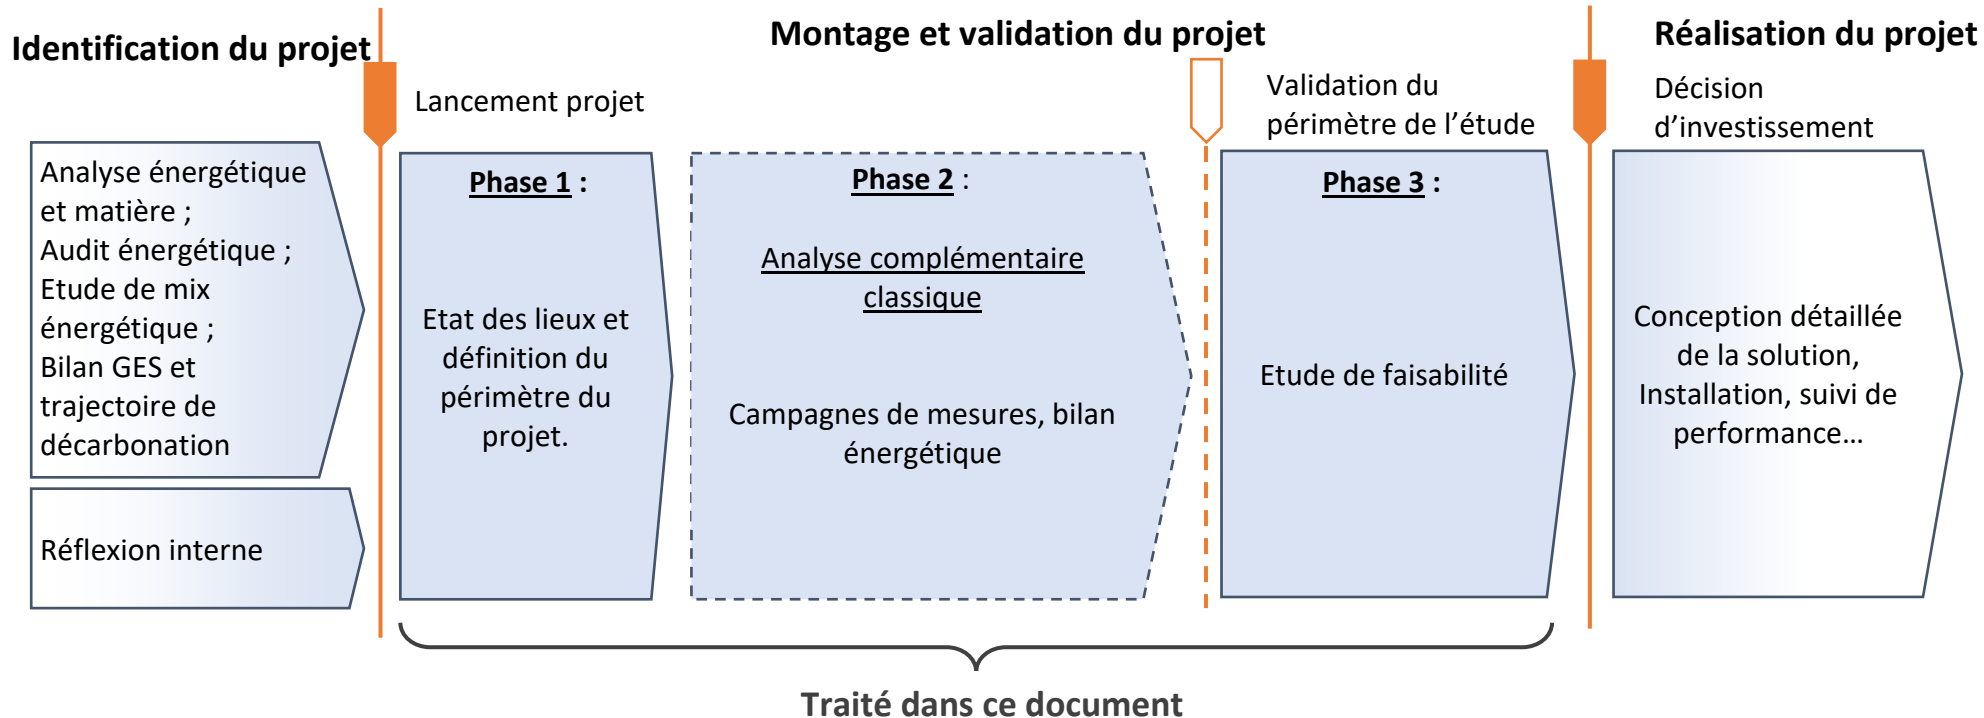 Identification du projet
Montage et validation du projet
Réalisation du projet
Lancement projet
Validation du
périmètre de l’étude
Décision
d’investissement
Analyse énergétique
et matière ;
Audit énergétique ;
Etude de mix
énergétique ;
Bilan GES et
trajectoire de
décarbonation
Réflexion interne
Phase 1 :
Etat des lieux et
définition du
périmètre du
projet.
Phase 2 :
Analyse complémentaire
classique
Campagnes de mesures, bilan
énergétique
Phase 3 :
Etude de faisabilité
Conception détaillée
de la solution,
Installation, suivi de
performance…
Traité dans ce document